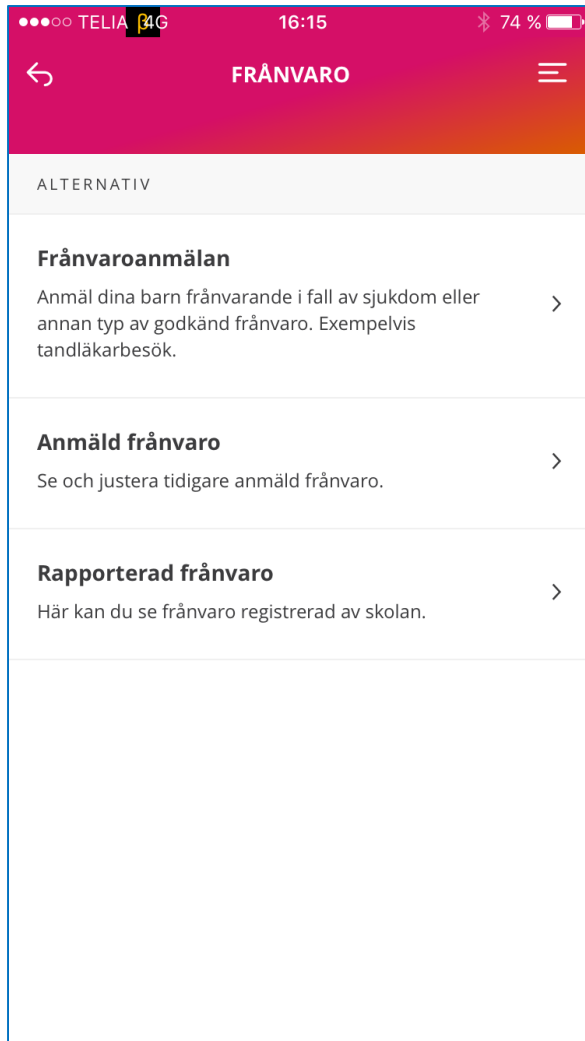 TELIA β4G 16:15 74 %
FRÅNVARO
ALTERNATIV
Frånvaroanmälan
Anmäl dina barn frånvarande i fall av sjukdom eller
annan typ av godkänd frånvaro. Exempelvis
tandläkarbesök.
Anmäld frånvaro
Se och justera tidigare anmäld frånvaro.
Rapporterad frånvaro
Här kan du se frånvaro registrerad av skolan.